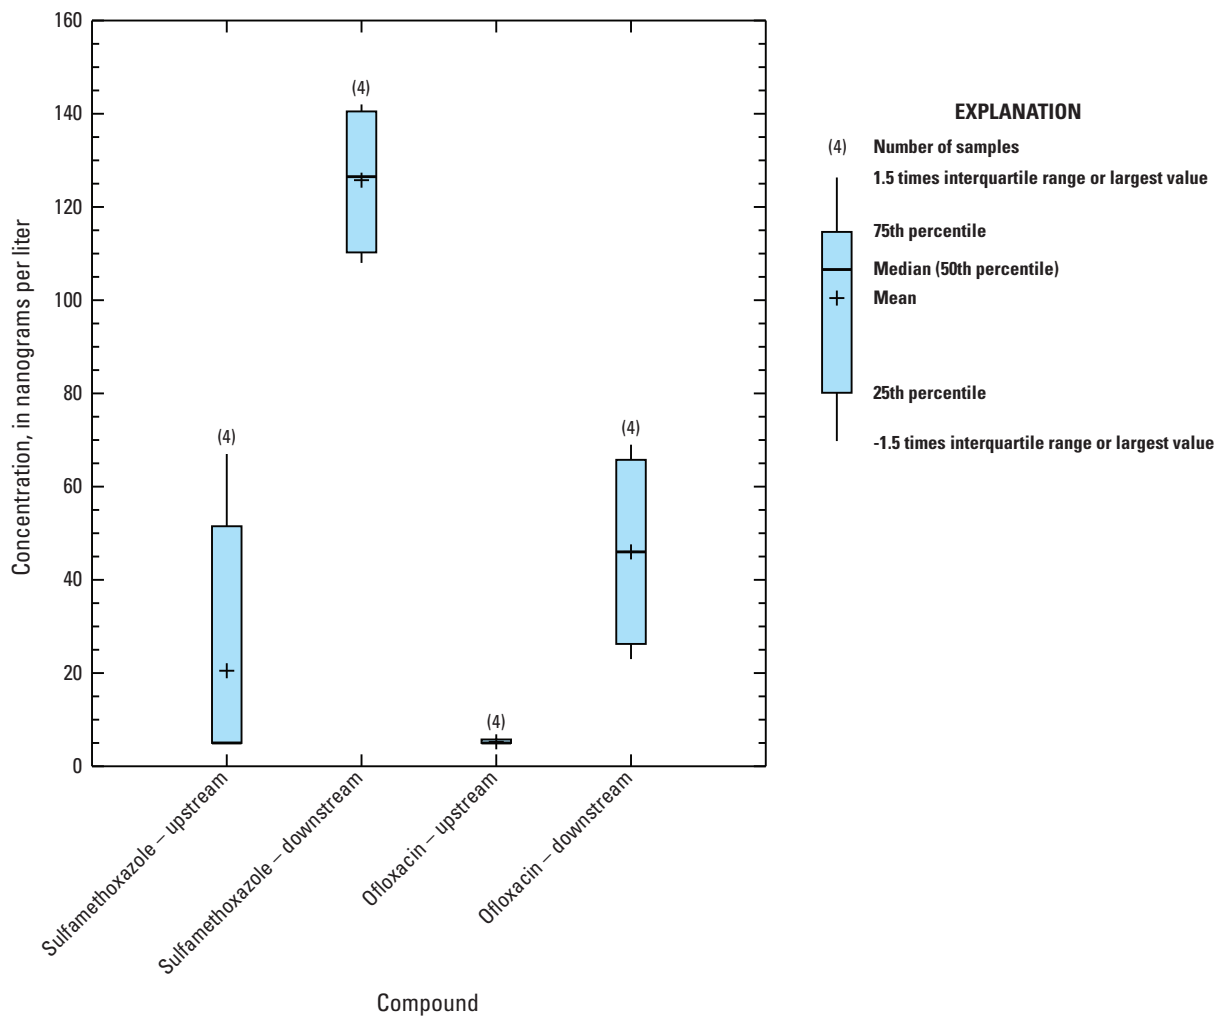 160
140
120
100
80
60
40
20
0
Concentration, in nanograms per liter
(4)
(4)
(4)
(4)
Sulfamethoxazole – upstream
Sulfamethoxazole – downstream
Ofloxacin – upstream
Ofloxacin – downstream
Compound
EXPLANATION
(4) Number of samples
1.5 times interquartile range or largest value
75th percentile
Median (50th percentile)
Mean
25th percentile
-1.5 times interquartile range or largest value